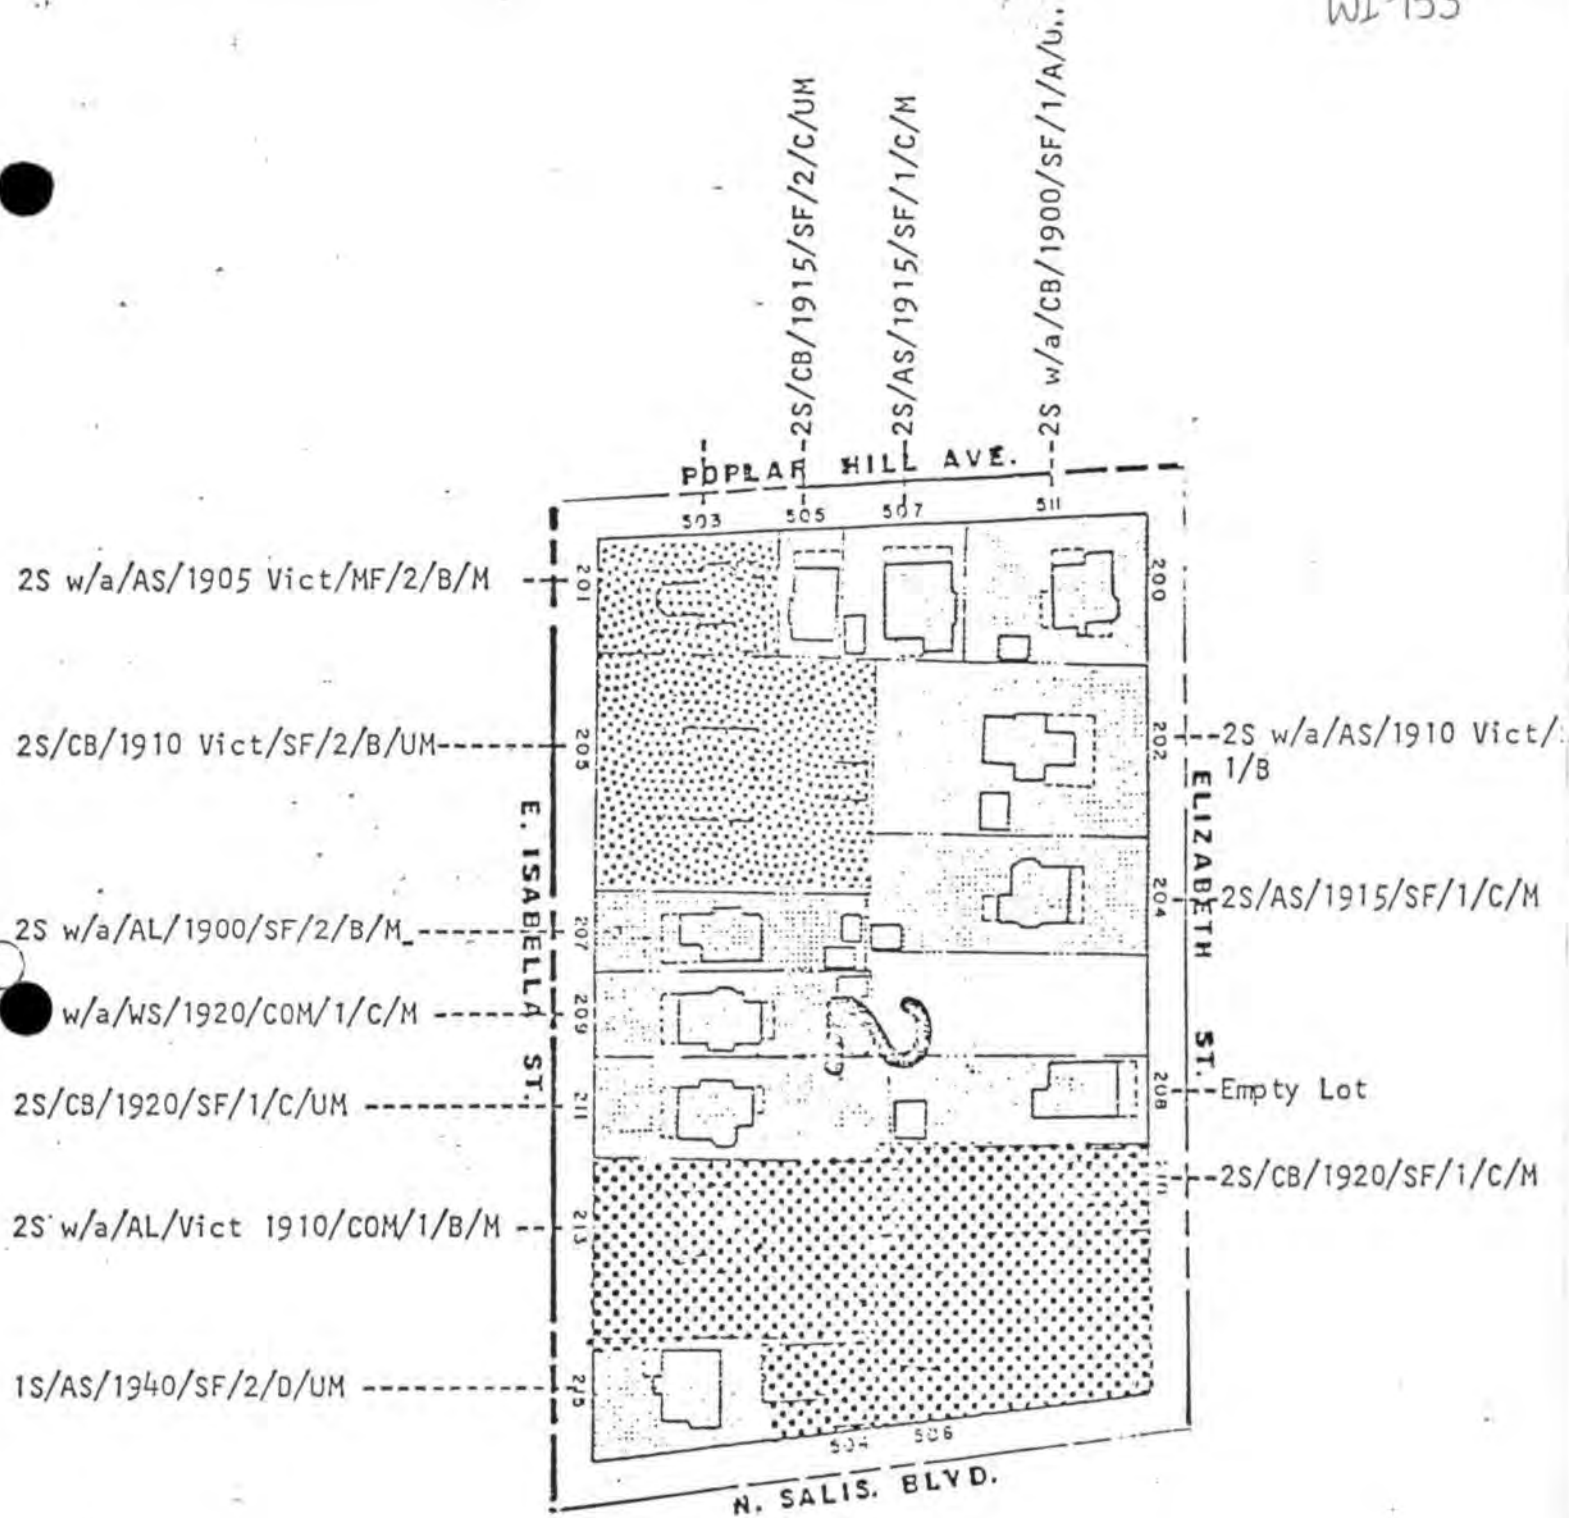 WI-153
2S/CB/1915/SF/2/C/UM
2S/AS/1915/SF/1/C/M
2S w/a/CB/1900/SF/1/A/U..
POPLAR HILL AVE.
503 505 507 511
2S w/a/AS/1905 Vict/MF/2/B/M
201
200
2S/CB/1910 Vict/SF/2/B/UM
205
202
2S w/a/AS/1910 Vict/
1/B
E. ISABELLA ST.
ELIZABETH ST.
2S w/a/AL/1900/SF/2/B/M
207
204
2S/AS/1915/SF/1/C/M
w/a/WS/1920/COM/1/C/M
209
2S/CB/1920/SF/1/C/UM
211
208
Empty Lot
2S/CB/1920/SF/1/C/M
2S w/a/AL/Vict 1910/COM/1/B/M
213
1S/AS/1940/SF/2/D/UM
215
504 506
N. SALIS. BLVD.